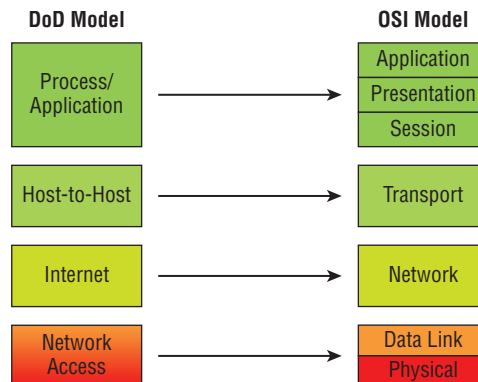 DoD Model
OSI Model
Process/
Application
Application
Presentation
Session
Host-to-Host
Transport
Internet
Network
Network
Access
Data Link
Physical